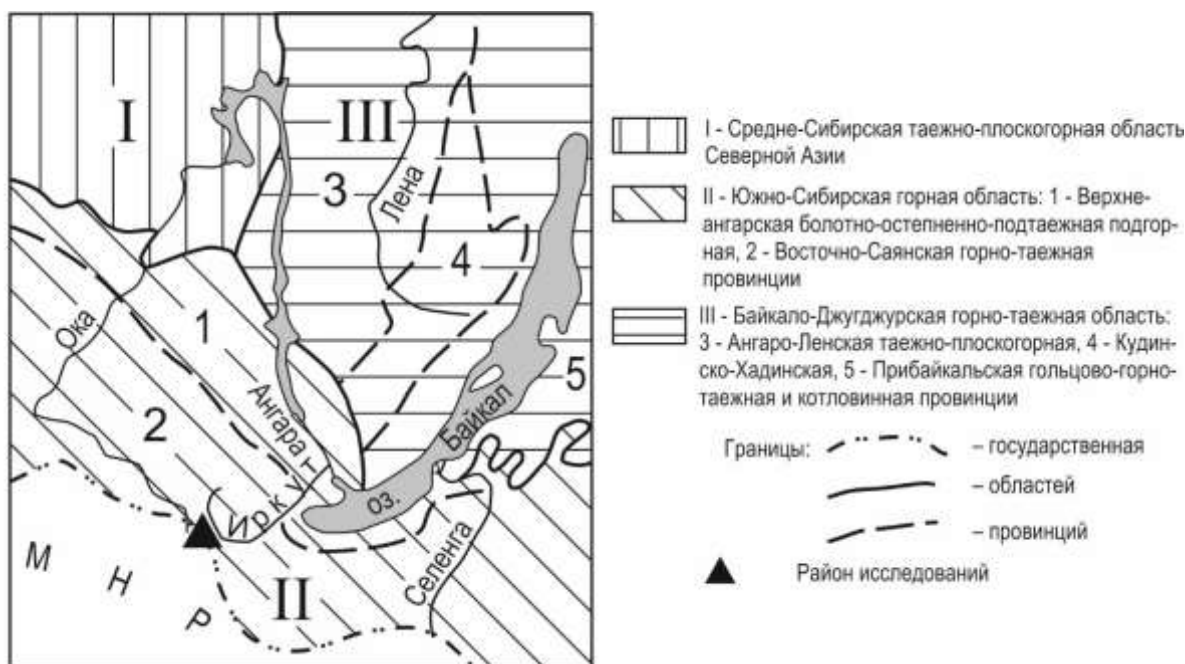 I
III
3
Лена
4
1
Ока
5
2
Ангара
Байкал
оз.
Иркут
Селенга
М Н Р
II
I - Средне-Сибирская таежно-плоскогорная область
Северной Азии
II - Южно-Сибирская горная область: 1 - Верхне-
ангарская болотно-остепненно-подтаежная подгор-
ная, 2 - Восточно-Саянская горно-таежная
провинции
III - Байкало-Джугджурская горно-таежная область:
3 - Ангаро-Ленская таежно-плоскогорная, 4 - Кудин-
ско-Хадинская, 5 - Прибайкальская гольцово-горно-
таежная и котловинная провинции
Границы:
– государственная
– областей
– провинций
Район исследований